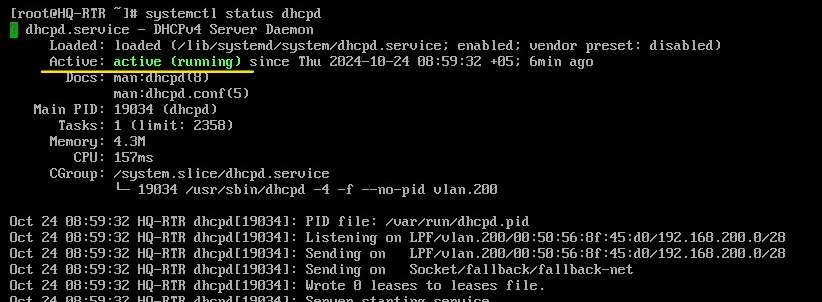 [root@HQ-RTR ~]# systemctl status dhcpd
dhcpd.service - DHCPv4 Server Daemon
Loaded: loaded (/lib/systemd/system/dhcpd.service; enabled; vendor preset: disabled)
Active: active (running) since Thu 2024-10-24 08:59:32 +05; 6min ago
Docs: man:dhcpd(8)
man:dhcpd.conf(5)
Main PID: 19034 (dhcpd)
Tasks: 1 (limit: 2358)
Memory: 4.3M
CPU: 157ms
CGroup: /system.slice/dhcpd.service
└─ 19034 /usr/sbin/dhcpd -4 -f --no-pid vlan.200
Oct 24 08:59:32 HQ-RTR dhcpd[19034]: PID file: /var/run/dhcpd.pid
Oct 24 08:59:32 HQ-RTR dhcpd[19034]: Listening on LPF/vlan.200/00:50:56:8f:45:d0/192.168.200.0/28
Oct 24 08:59:32 HQ-RTR dhcpd[19034]: Sending on   LPF/vlan.200/00:50:56:8f:45:d0/192.168.200.0/28
Oct 24 08:59:32 HQ-RTR dhcpd[19034]: Sending on   Socket/fallback/fallback-net
Oct 24 08:59:32 HQ-RTR dhcpd[19034]: Wrote 0 leases to leases file.
Oct 24 08:59:32 HQ-RTR dhcpd[19034]: Server starting service.